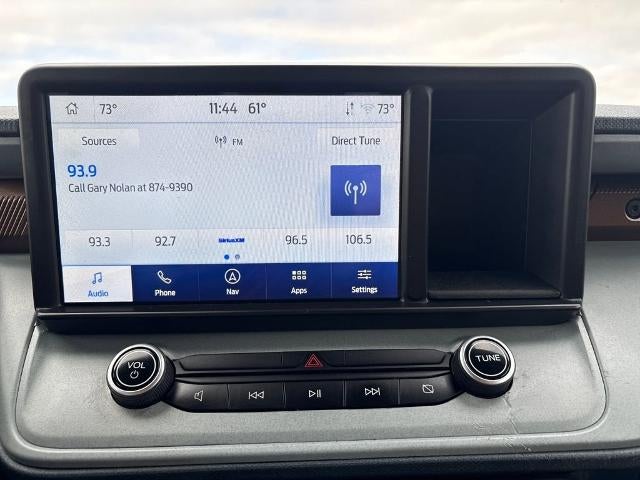 73° 11:44 61° 73°
Sources FM Direct Tune
93.9
Call Gary Nolan at 874-9390
93.3 92.7 SiriusXM 96.5 106.5
Audio Phone Nav Apps Settings
VOL TUNE